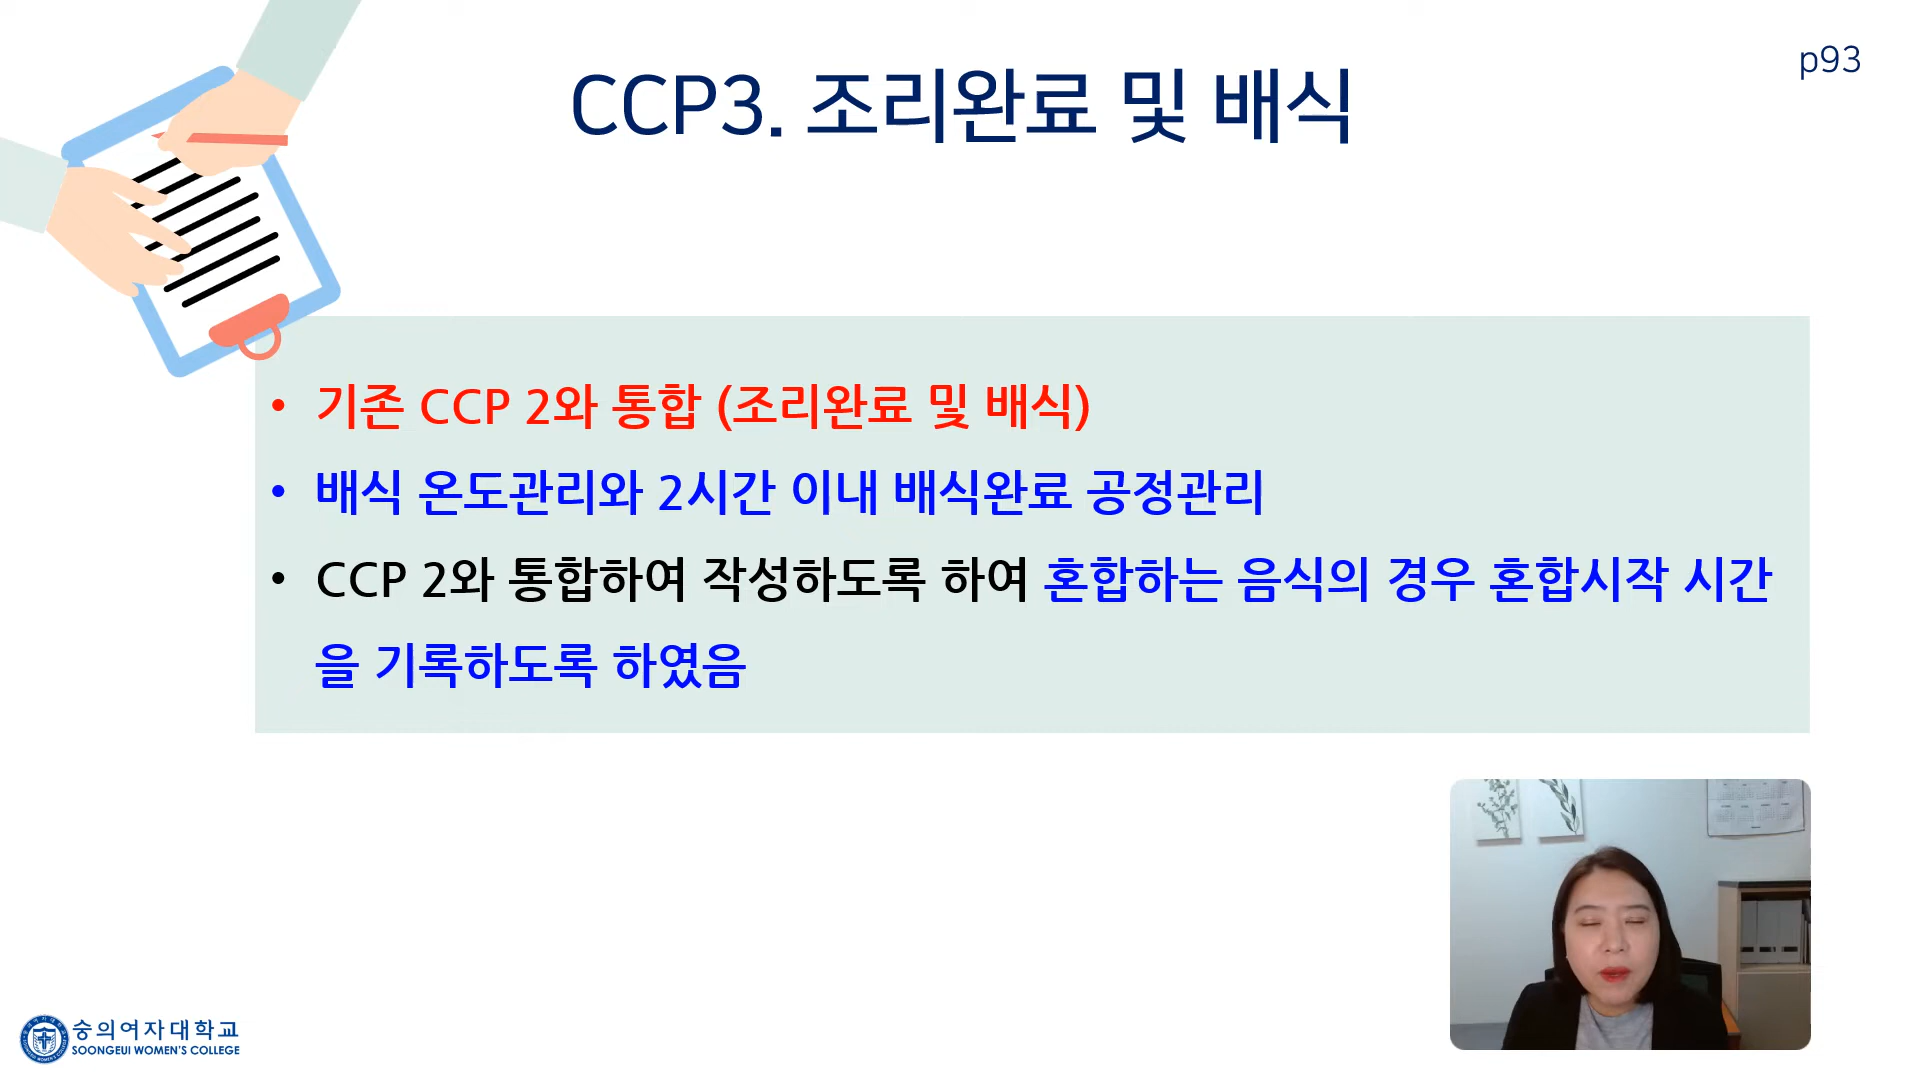 p93
CCP3. 조리완료 및 배식
• 기존 CCP 2와 통합 (조리완료 및 배식)
• 배식 온도관리와 2시간 이내 배식완료 공정관리
• CCP 2와 통합하여 작성하도록 하여 혼합하는 음식의 경우 혼합시작 시간
을 기록하도록 하였음
숭의여자대학교
SOONGEUI WOMEN'S COLLEGE